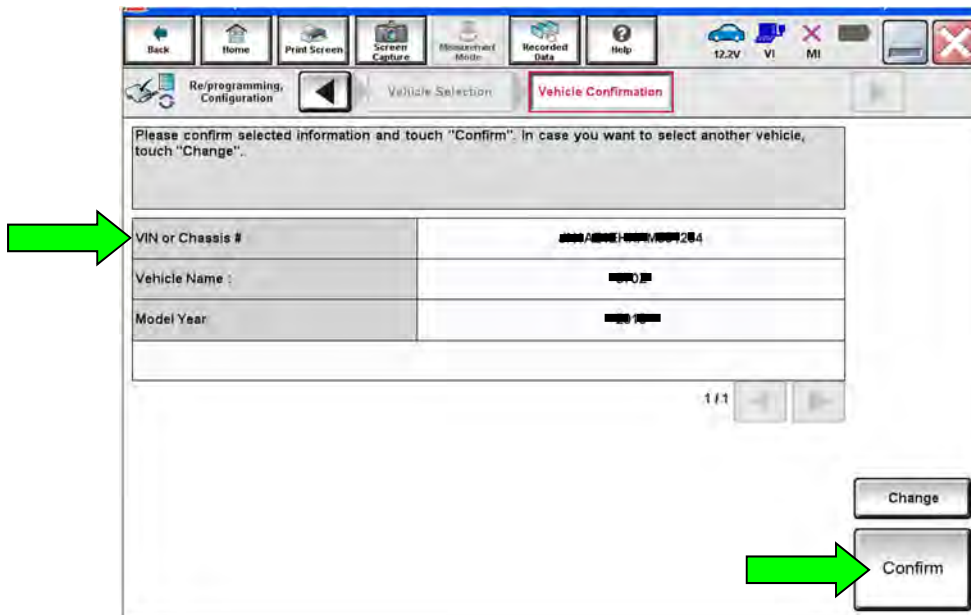 Back Home Print Screen Screen Capture Measurement Mode Recorded Data Help 12.2V VI MI
Re/programming, Configuration Vehicle Selection Vehicle Confirmation
Please confirm selected information and touch "Confirm". In case you want to select another vehicle,
touch "Change".
VIN or Chassis #
Vehicle Name :
Model Year
1/1
Change
Confirm